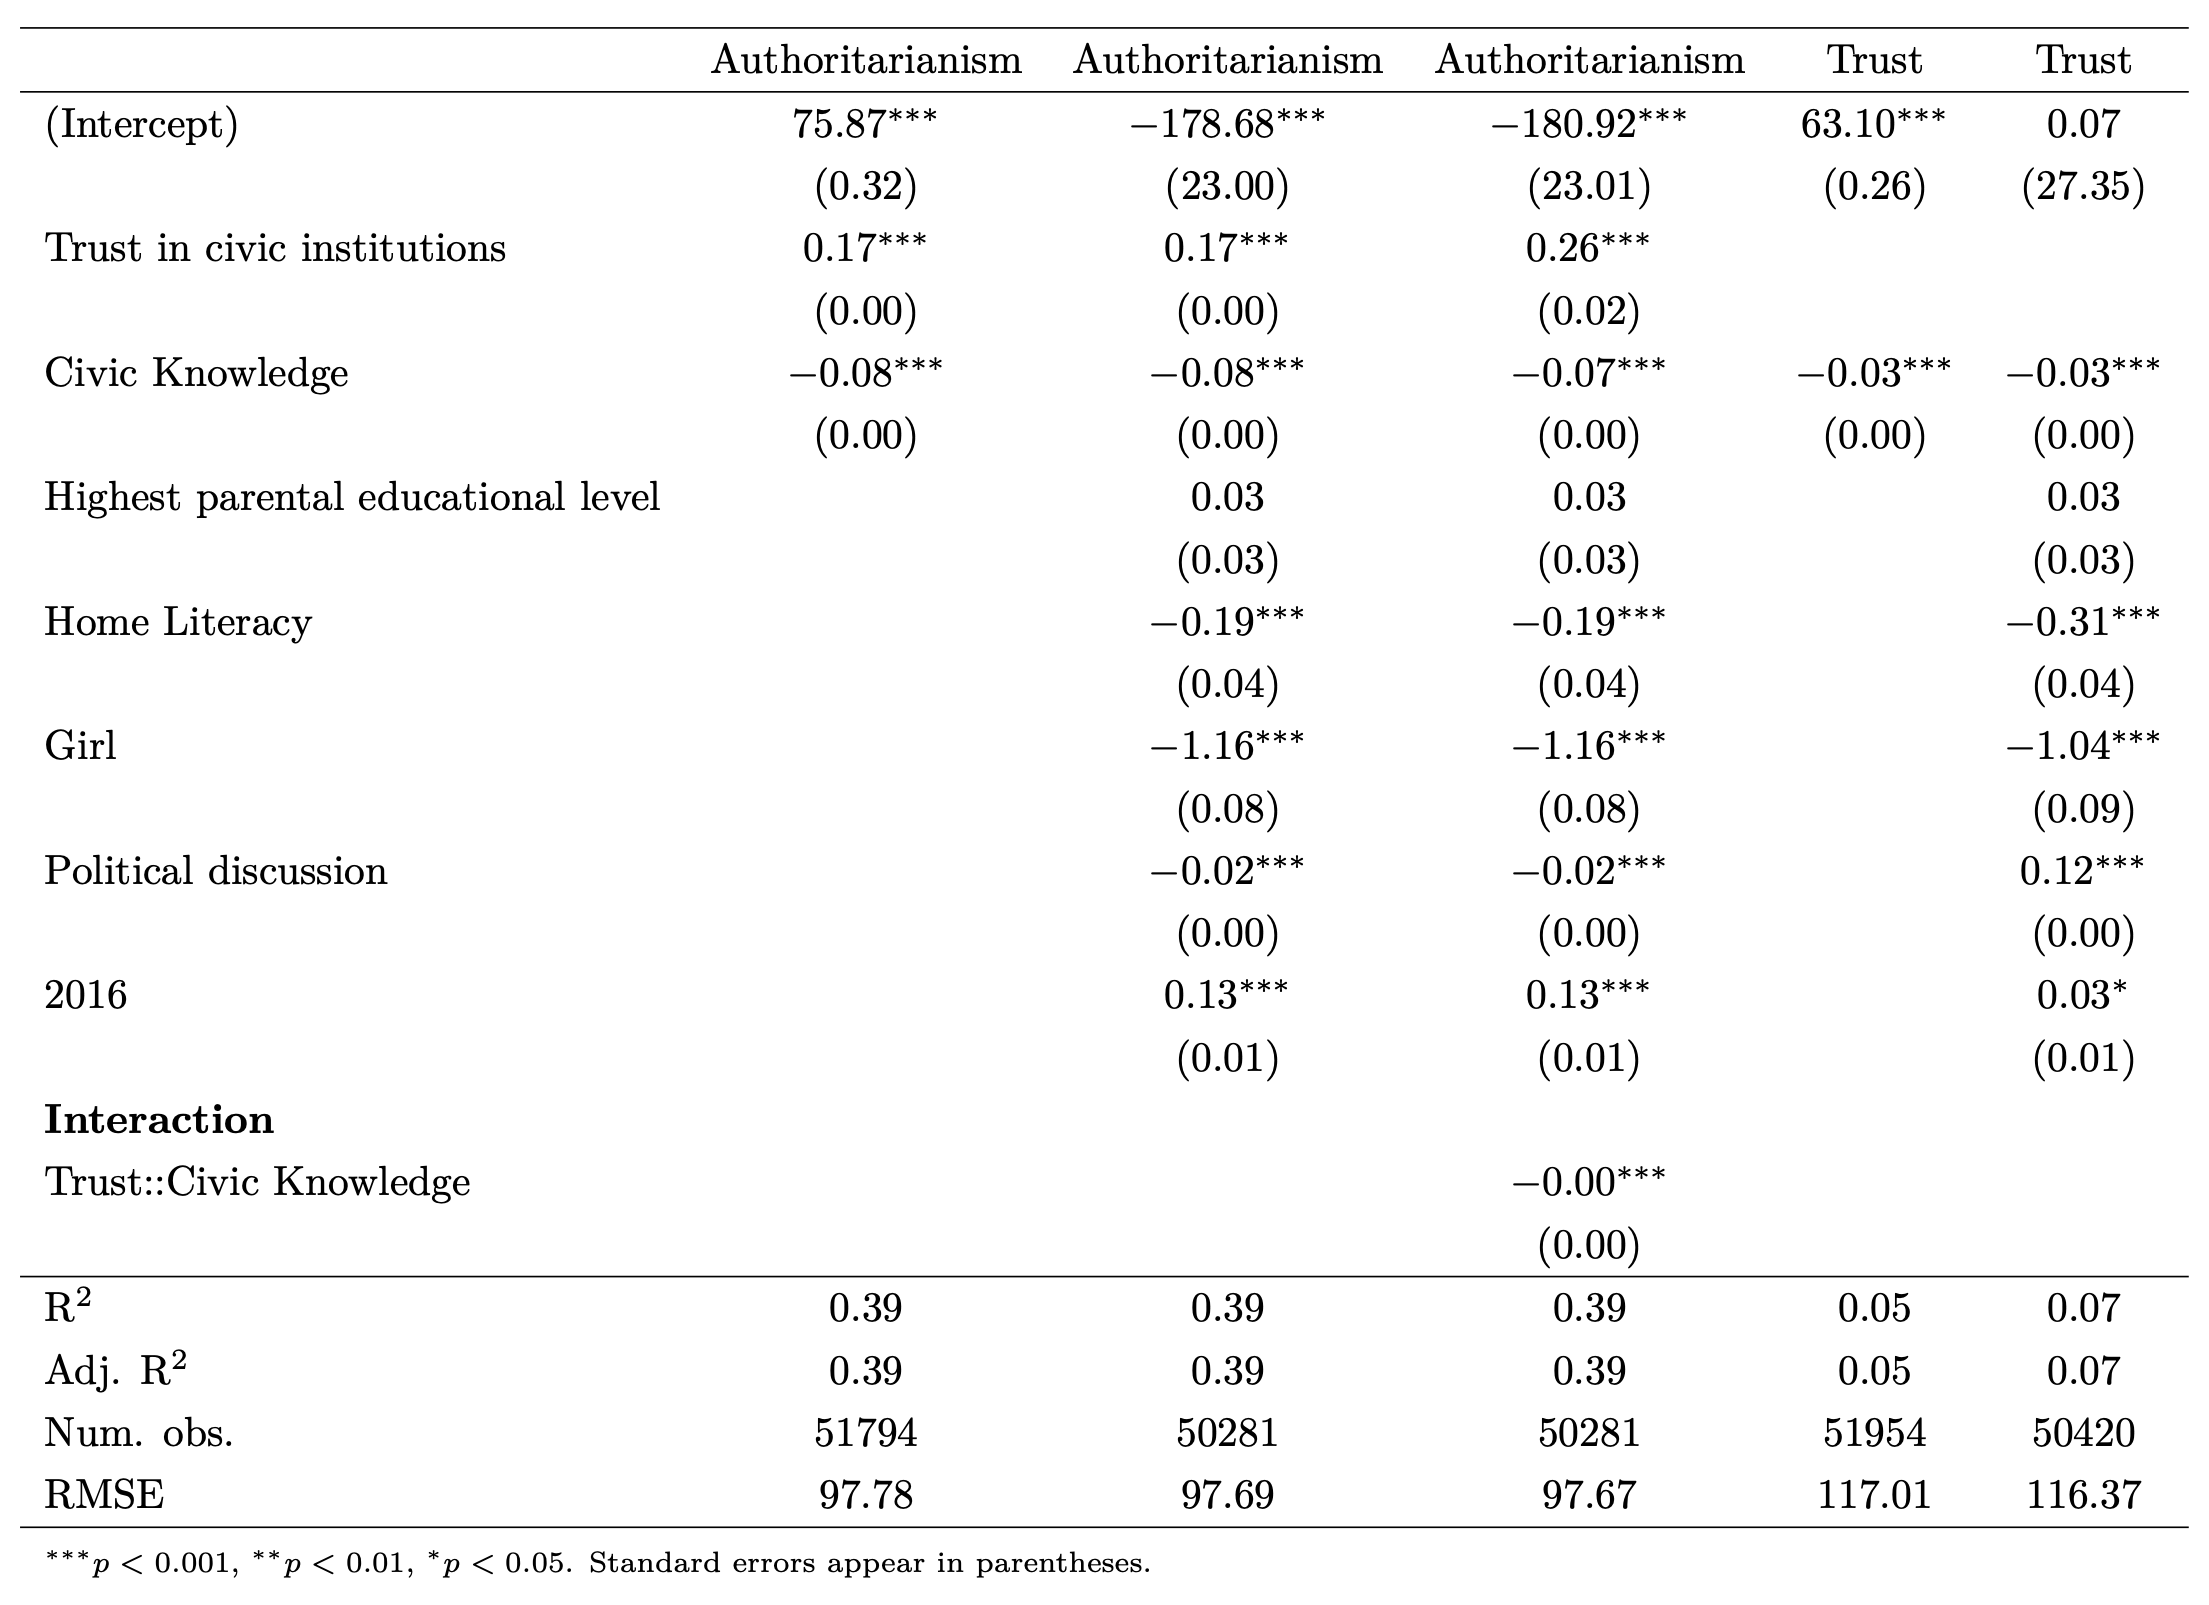 Authoritarianism Authoritarianism Authoritarianism Trust Trust
(Intercept) 75.87*** −178.68*** −180.92*** 63.10*** 0.07
(0.32) (23.00) (23.01) (0.26) (27.35)
Trust in civic institutions 0.17*** 0.17*** 0.26***
(0.00) (0.00) (0.02)
Civic Knowledge −0.08*** −0.08*** −0.07*** −0.03*** −0.03***
(0.00) (0.00) (0.00) (0.00) (0.00)
Highest parental educational level 0.03 0.03 0.03
(0.03) (0.03) (0.03)
Home Literacy −0.19*** −0.19*** −0.31***
(0.04) (0.04) (0.04)
Girl −1.16*** −1.16*** −1.04***
(0.08) (0.08) (0.09)
Political discussion −0.02*** −0.02*** 0.12***
(0.00) (0.00) (0.00)
2016 0.13*** 0.13*** 0.03*
(0.01) (0.01) (0.01)
Interaction
Trust::Civic Knowledge −0.00***
(0.00)
R² 0.39 0.39 0.39 0.05 0.07
Adj. R² 0.39 0.39 0.39 0.05 0.07
Num. obs. 51794 50281 50281 51954 50420
RMSE 97.78 97.69 97.67 117.01 116.37
***p < 0.001, **p < 0.01, *p < 0.05. Standard errors appear in parentheses.